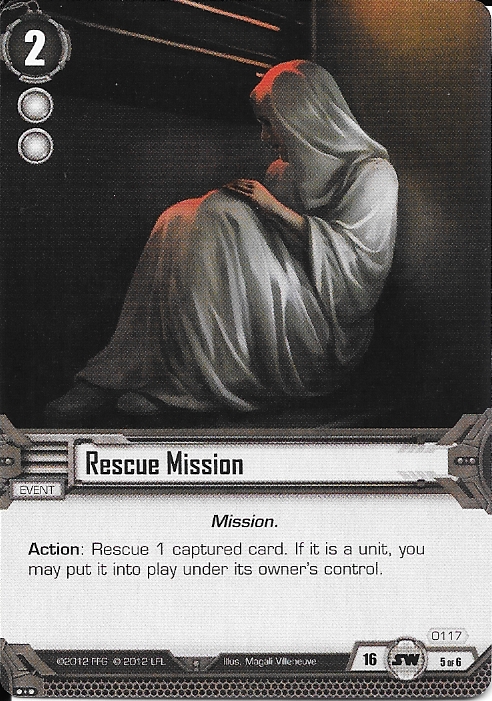 2
Rescue Mission
EVENT
Mission.
Action: Rescue 1 captured card. If it is a unit, you
may put it into play under its owner's control.
0117
©2012 FFG ©2012 LFL Illus. Magali Villeneuve 16 SW 5 OF 6